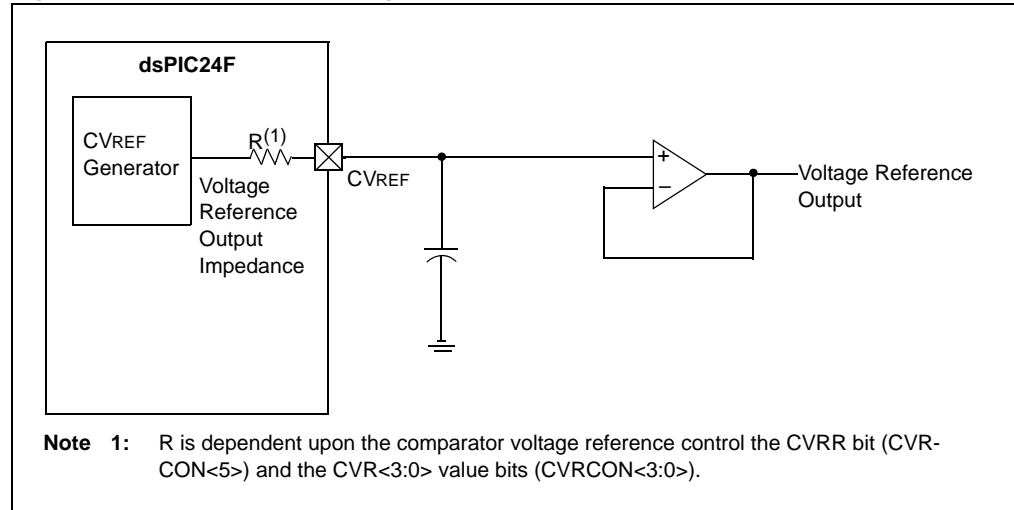 dsPIC24F
CVREF
Generator
R(1)
CVREF
Voltage
Reference
Output
Impedance
+
–
Voltage Reference
Output
Note 1: R is dependent upon the comparator voltage reference control the CVRR bit (CVR-
CON<5>) and the CVR<3:0> value bits (CVRCON<3:0>).